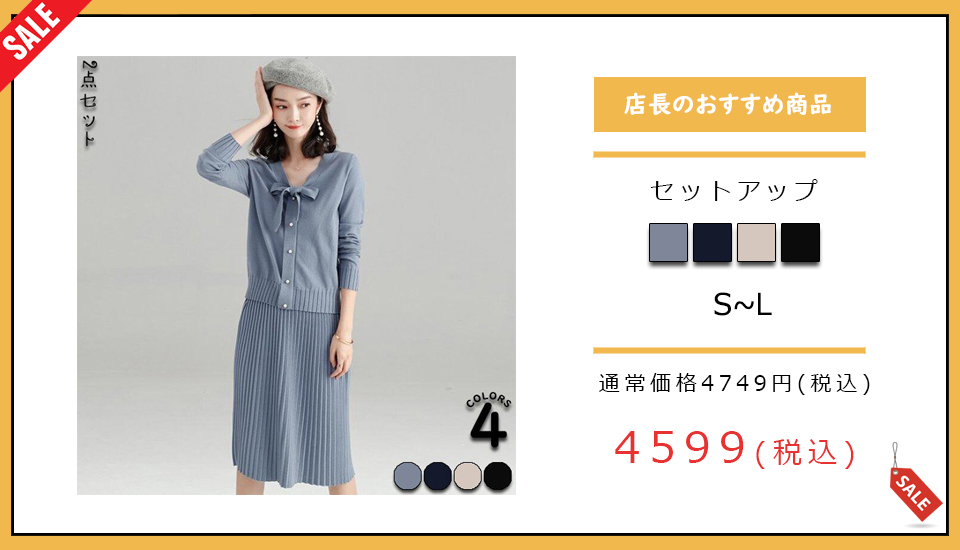 SALE
2点セット
COLORS
4
店長のおすすめ商品
セットアップ
S~L
通常価格4749円(税込)
4599(税込)
SALE